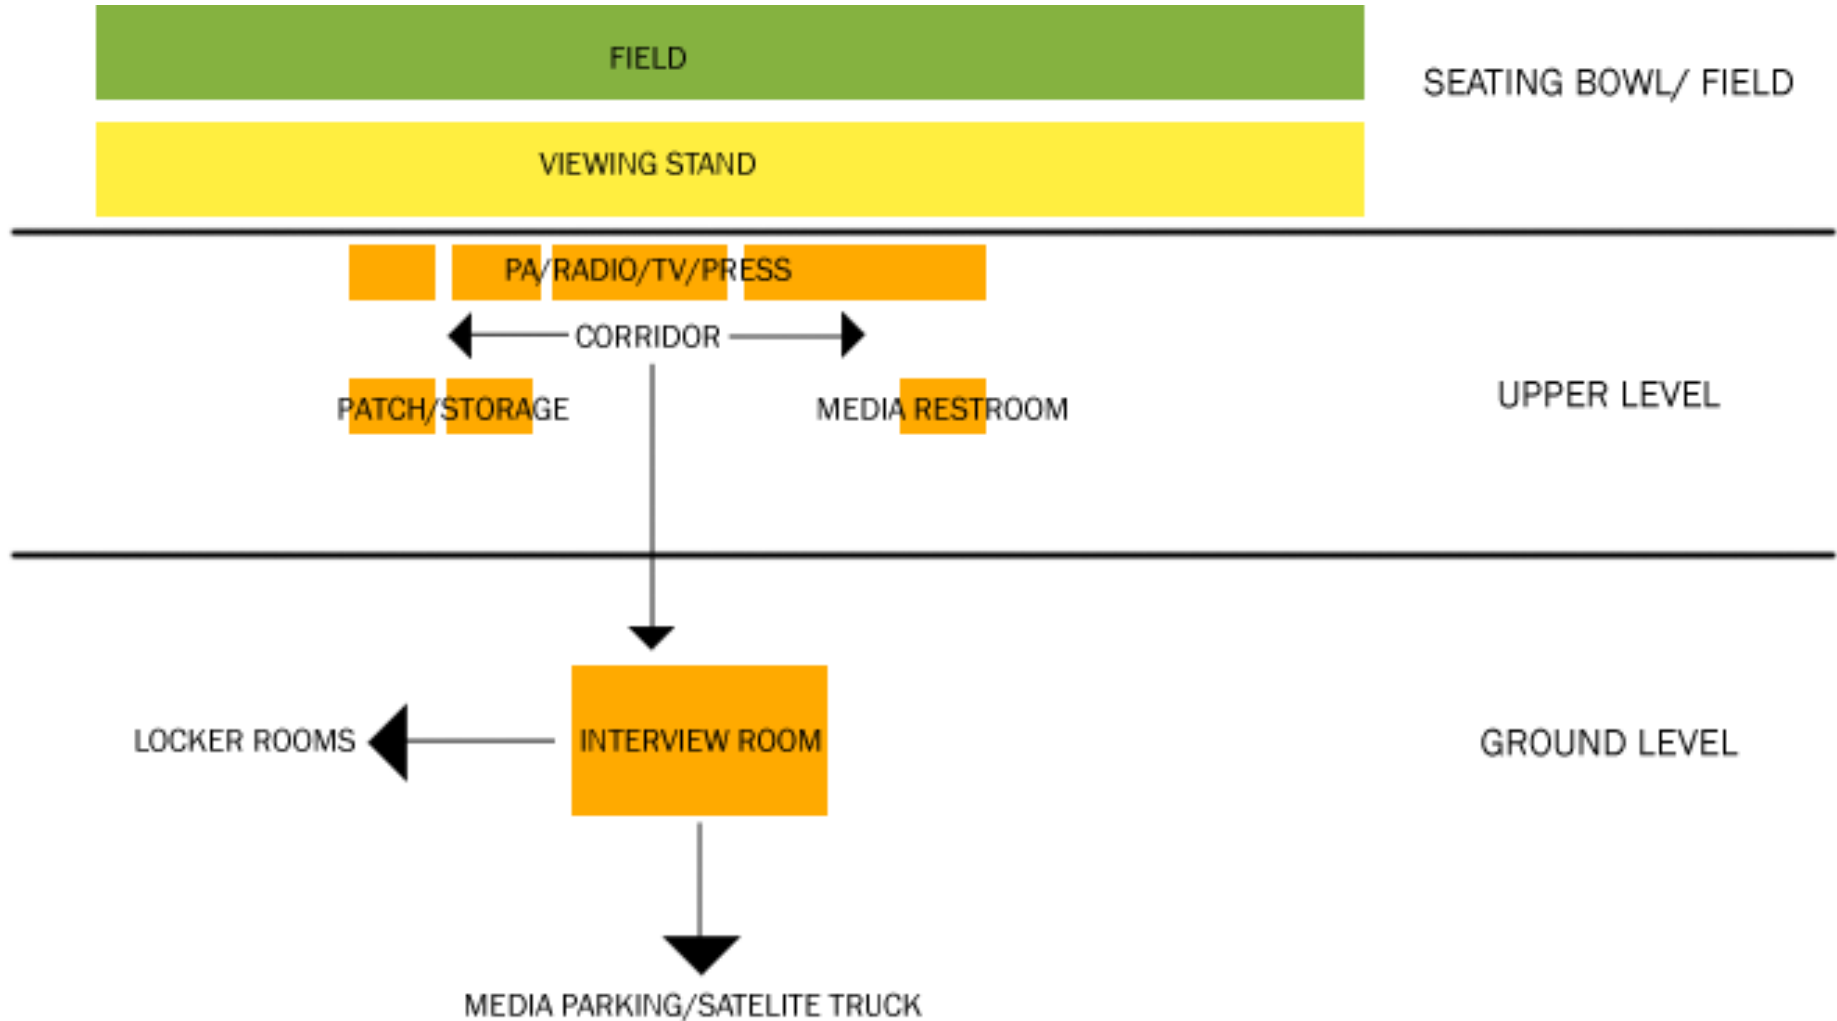 FIELD
SEATING BOWL/ FIELD
VIEWING STAND
PA/RADIO/TV/PRESS
CORRIDOR
PATCH/STORAGE
MEDIA RESTROOM
UPPER LEVEL
LOCKER ROOMS
INTERVIEW ROOM
GROUND LEVEL
MEDIA PARKING/SATELITE TRUCK